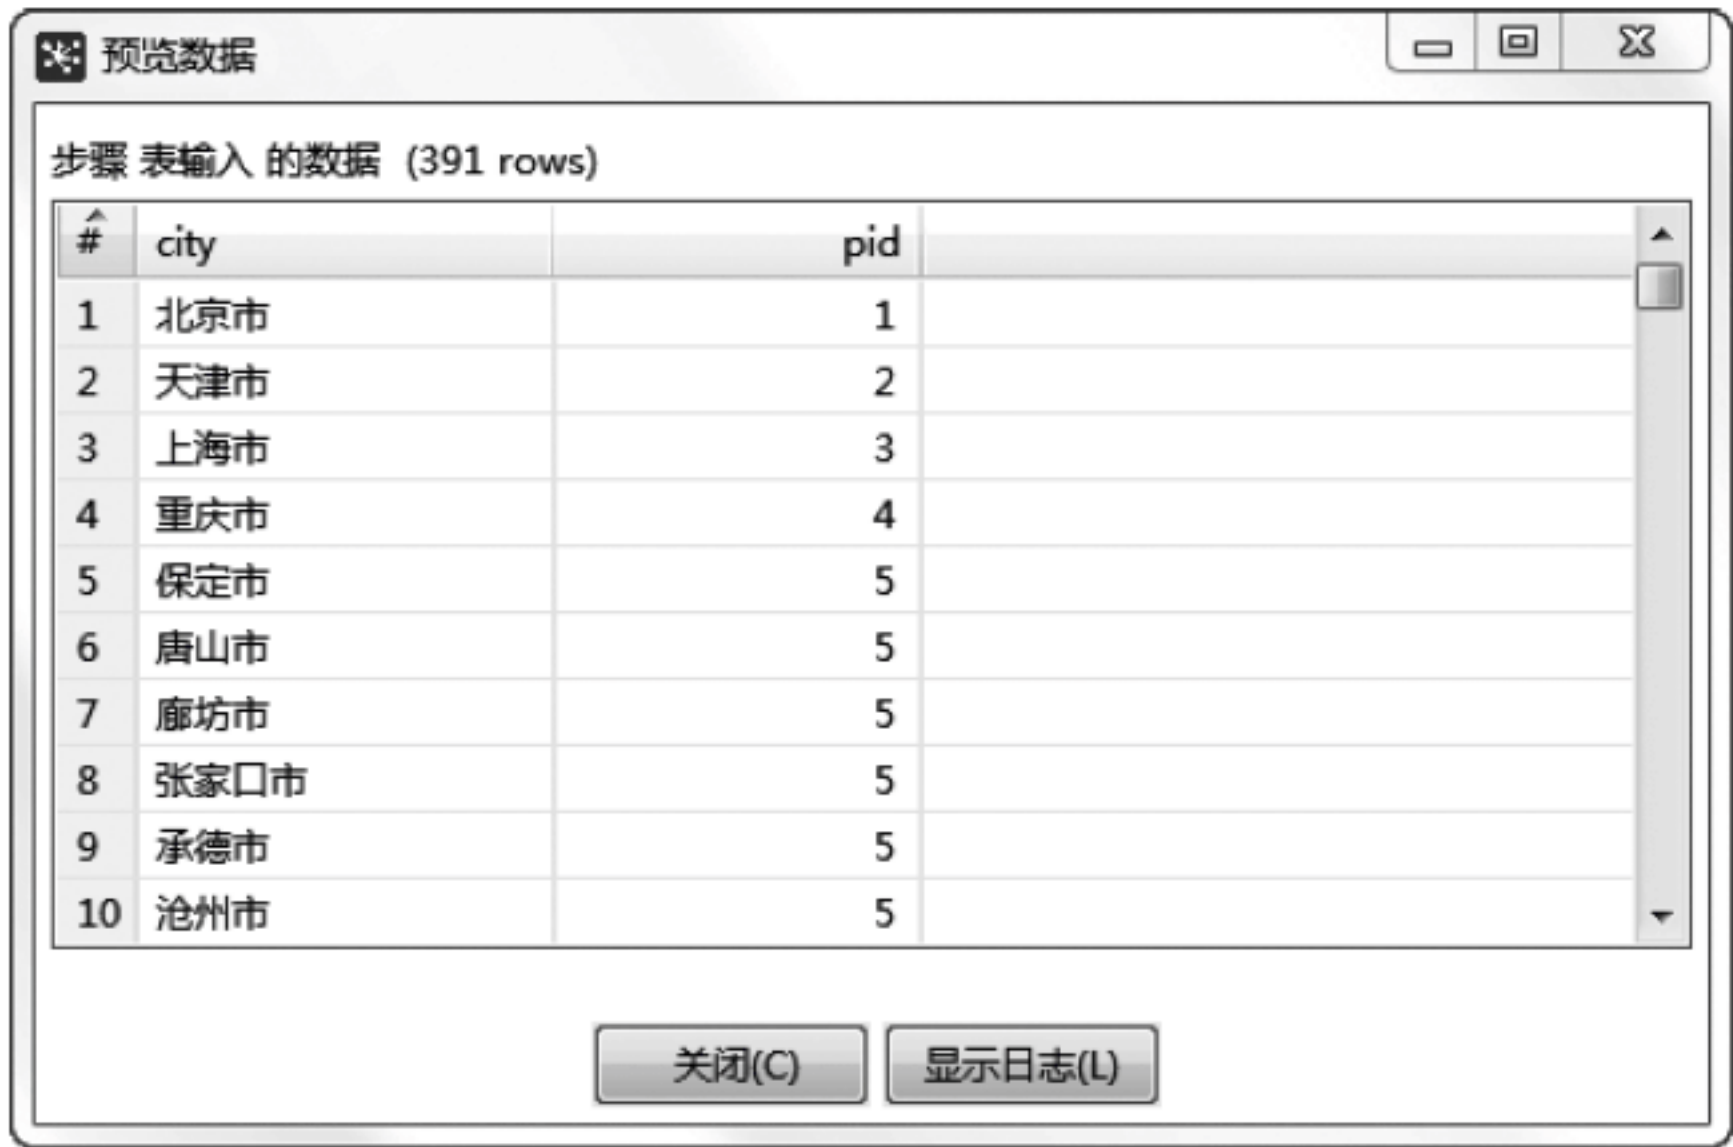 预览数据
步骤 表输入 的数据 (391 rows)
# city pid
1 北京市 1
2 天津市 2
3 上海市 3
4 重庆市 4
5 保定市 5
6 唐山市 5
7 廊坊市 5
8 张家口市 5
9 承德市 5
10 沧州市 5
关闭(C) 显示日志(L)